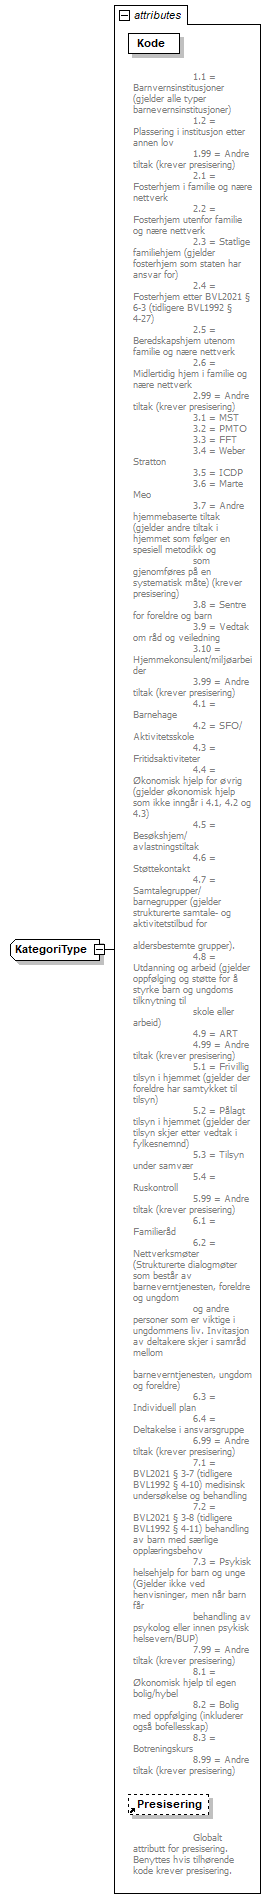 attributes
Kode
1.1 =
Barnvernsinstitusjoner
(gjelder alle typer
barnevernsinstitusjoner)
1.2 =
Plassering i institusjon etter
annen lov
1.99 = Andre
tiltak (krever presisering)
2.1 =
Fosterhjem i familie og nære
nettverk
2.2 =
Fosterhjem utenfor familie
og nære nettverk
2.3 = Statlige
familiehjem (gjelder
fosterhjem som staten har
ansvar for)
2.4 =
Fosterhjem etter BVL2021 §
6-3 (tidligere BVL1992 §
4-27)
2.5 =
Beredskapshjem utenom
familie og nære nettverk
2.6 =
Midlertidig hjem i familie og
nære nettverk
2.99 = Andre
tiltak (krever presisering)
3.1 = MST
3.2 = PMTO
3.3 = FFT
3.4 = Weber
Stratton
3.5 = ICDP
3.6 = Marte
Meo
3.7 = Andre
hjemmebaserte tiltak
(gjelder andre tiltak i
hjemmet som følger en
spesiell metodikk og
som
gjenomføres på en
systematisk måte) (krever
presisering)
3.8 = Sentre
for foreldre og barn
3.9 = Vedtak
om råd og veiledning
3.10 =
Hjemmekonsulent/miljøarbei
der
3.99 = Andre
tiltak (krever presisering)
4.1 =
Barnehage
4.2 = SFO/
Aktivitetsskole
4.3 =
Fritidsaktiviteter
4.4 =
Økonomisk hjelp for øvrig
(gjelder økonomisk hjelp
som ikke inngår i 4.1, 4.2 og
4.3)
4.5 =
Besøkshjem/
avlastningstiltak
4.6 =
Støttekontakt
4.7 =
Samtalegrupper/
barnegrupper (gjelder
strukturerte samtale- og
aktivitetstilbud for
aldersbestemte grupper).
4.8 =
Utdanning og arbeid (gjelder
oppfølging og støtte for å
styrke barn og ungdoms
tilknytning til
skole eller
arbeid)
4.9 = ART
4.99 = Andre
tiltak (krever presisering)
5.1 = Frivillig
tilsyn i hjemmet (gjelder der
foreldre har samtykket til
tilsyn)
5.2 = Pålagt
tilsyn i hjemmet (gjelder der
tilsyn skjer etter vedtak i
fylkesnemnd)
5.3 = Tilsyn
under samvær
5.4 =
Ruskontroll
5.99 = Andre
tiltak (krever presisering)
6.1 =
Familieråd
6.2 =
Nettverksmøter
(Strukturerte dialogmøter
som består av
barneverntjenesten, foreldre
og ungdom
og andre
personer som er viktige i
ungdommens liv. Invitasjon
av deltakere skjer i samråd
mellom
barneverntjenesten, ungdom
og foreldre)
6.3 =
Individuell plan
6.4 =
Deltakelse i ansvarsgruppe
6.99 = Andre
tiltak (krever presisering)
7.1 =
BVL2021 § 3-7 (tidligere
BVL1992 § 4-10) medisinsk
undersøkelse og behandling
7.2 =
BVL2021 § 3-8 (tidligere
BVL1992 § 4-11) behandling
av barn med særlige
opplæringsbehov
7.3 = Psykisk
helsehjelp for barn og unge
(Gjelder ikke ved
henvisninger, men når barn
får
behandling av
psykolog eller innen psykisk
helsevern/BUP)
7.99 = Andre
tiltak (krever presisering)
8.1 =
Økonomisk hjelp til egen
bolig/hybel
8.2 = Bolig
med oppfølging (inkluderer
også bofellesskap)
8.3 =
Botreningskurs
8.99 = Andre
tiltak (krever presisering)
KategoriType
Presisering
Globalt
attributt for presisering.
Benyttes hvis tilhørende
kode krever presisering.